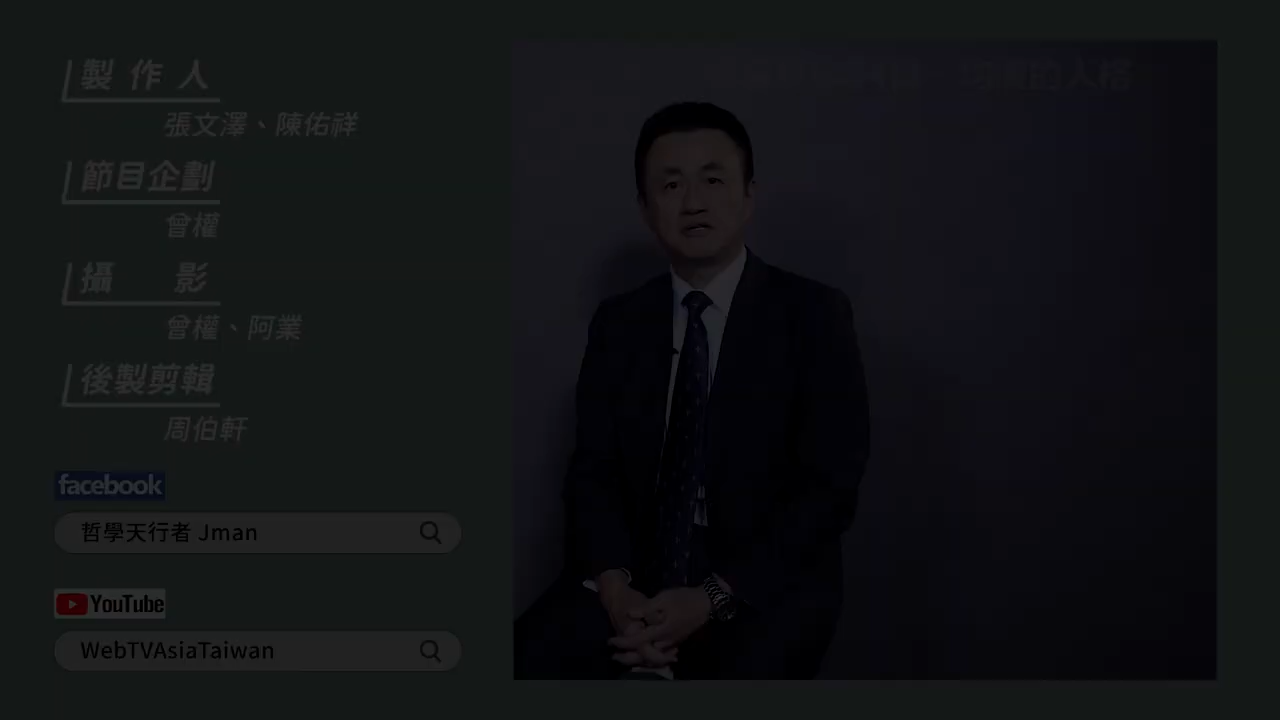 製作人
張文澤、陳佑祥
節目企劃
曾權
攝影
曾權、阿業
後製剪輯
周伯軒
facebook
哲學天行者 Jman
YouTube
WebTVAsiaTaiwan